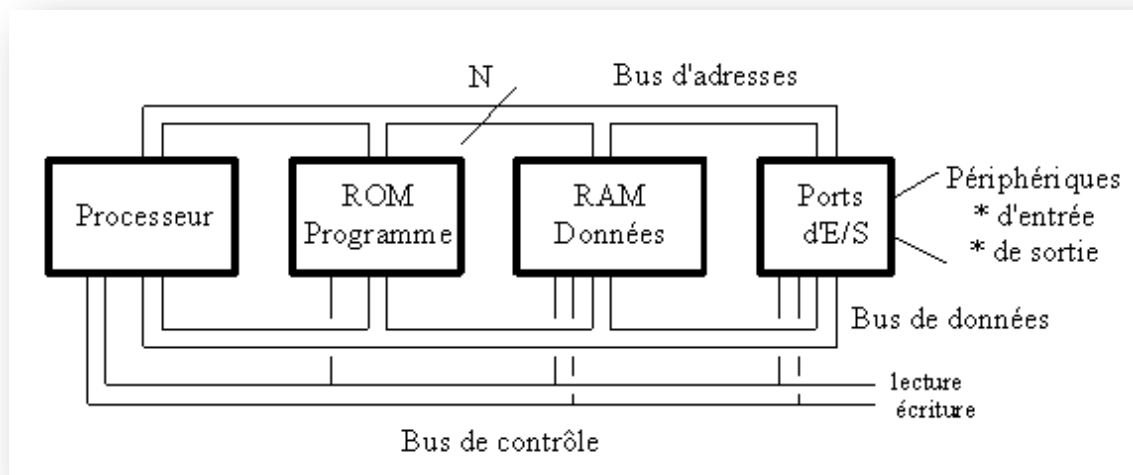 N
Bus d'adresses
Processeur
ROM
Programme
RAM
Données
Ports
d'E/S
Périphériques
* d'entrée
* de sortie
Bus de données
lecture
écriture
Bus de contrôle